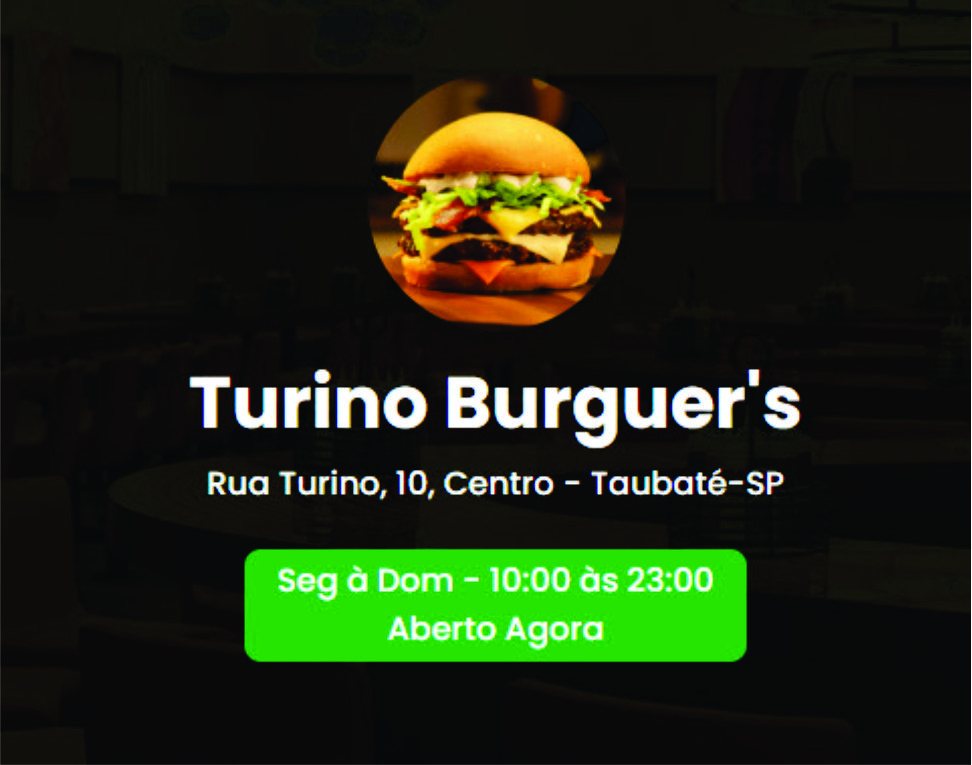 Turino Burguer's
Rua Turino, 10, Centro - Taubaté-SP
Seg à Dom - 10:00 às 23:00
Aberto Agora